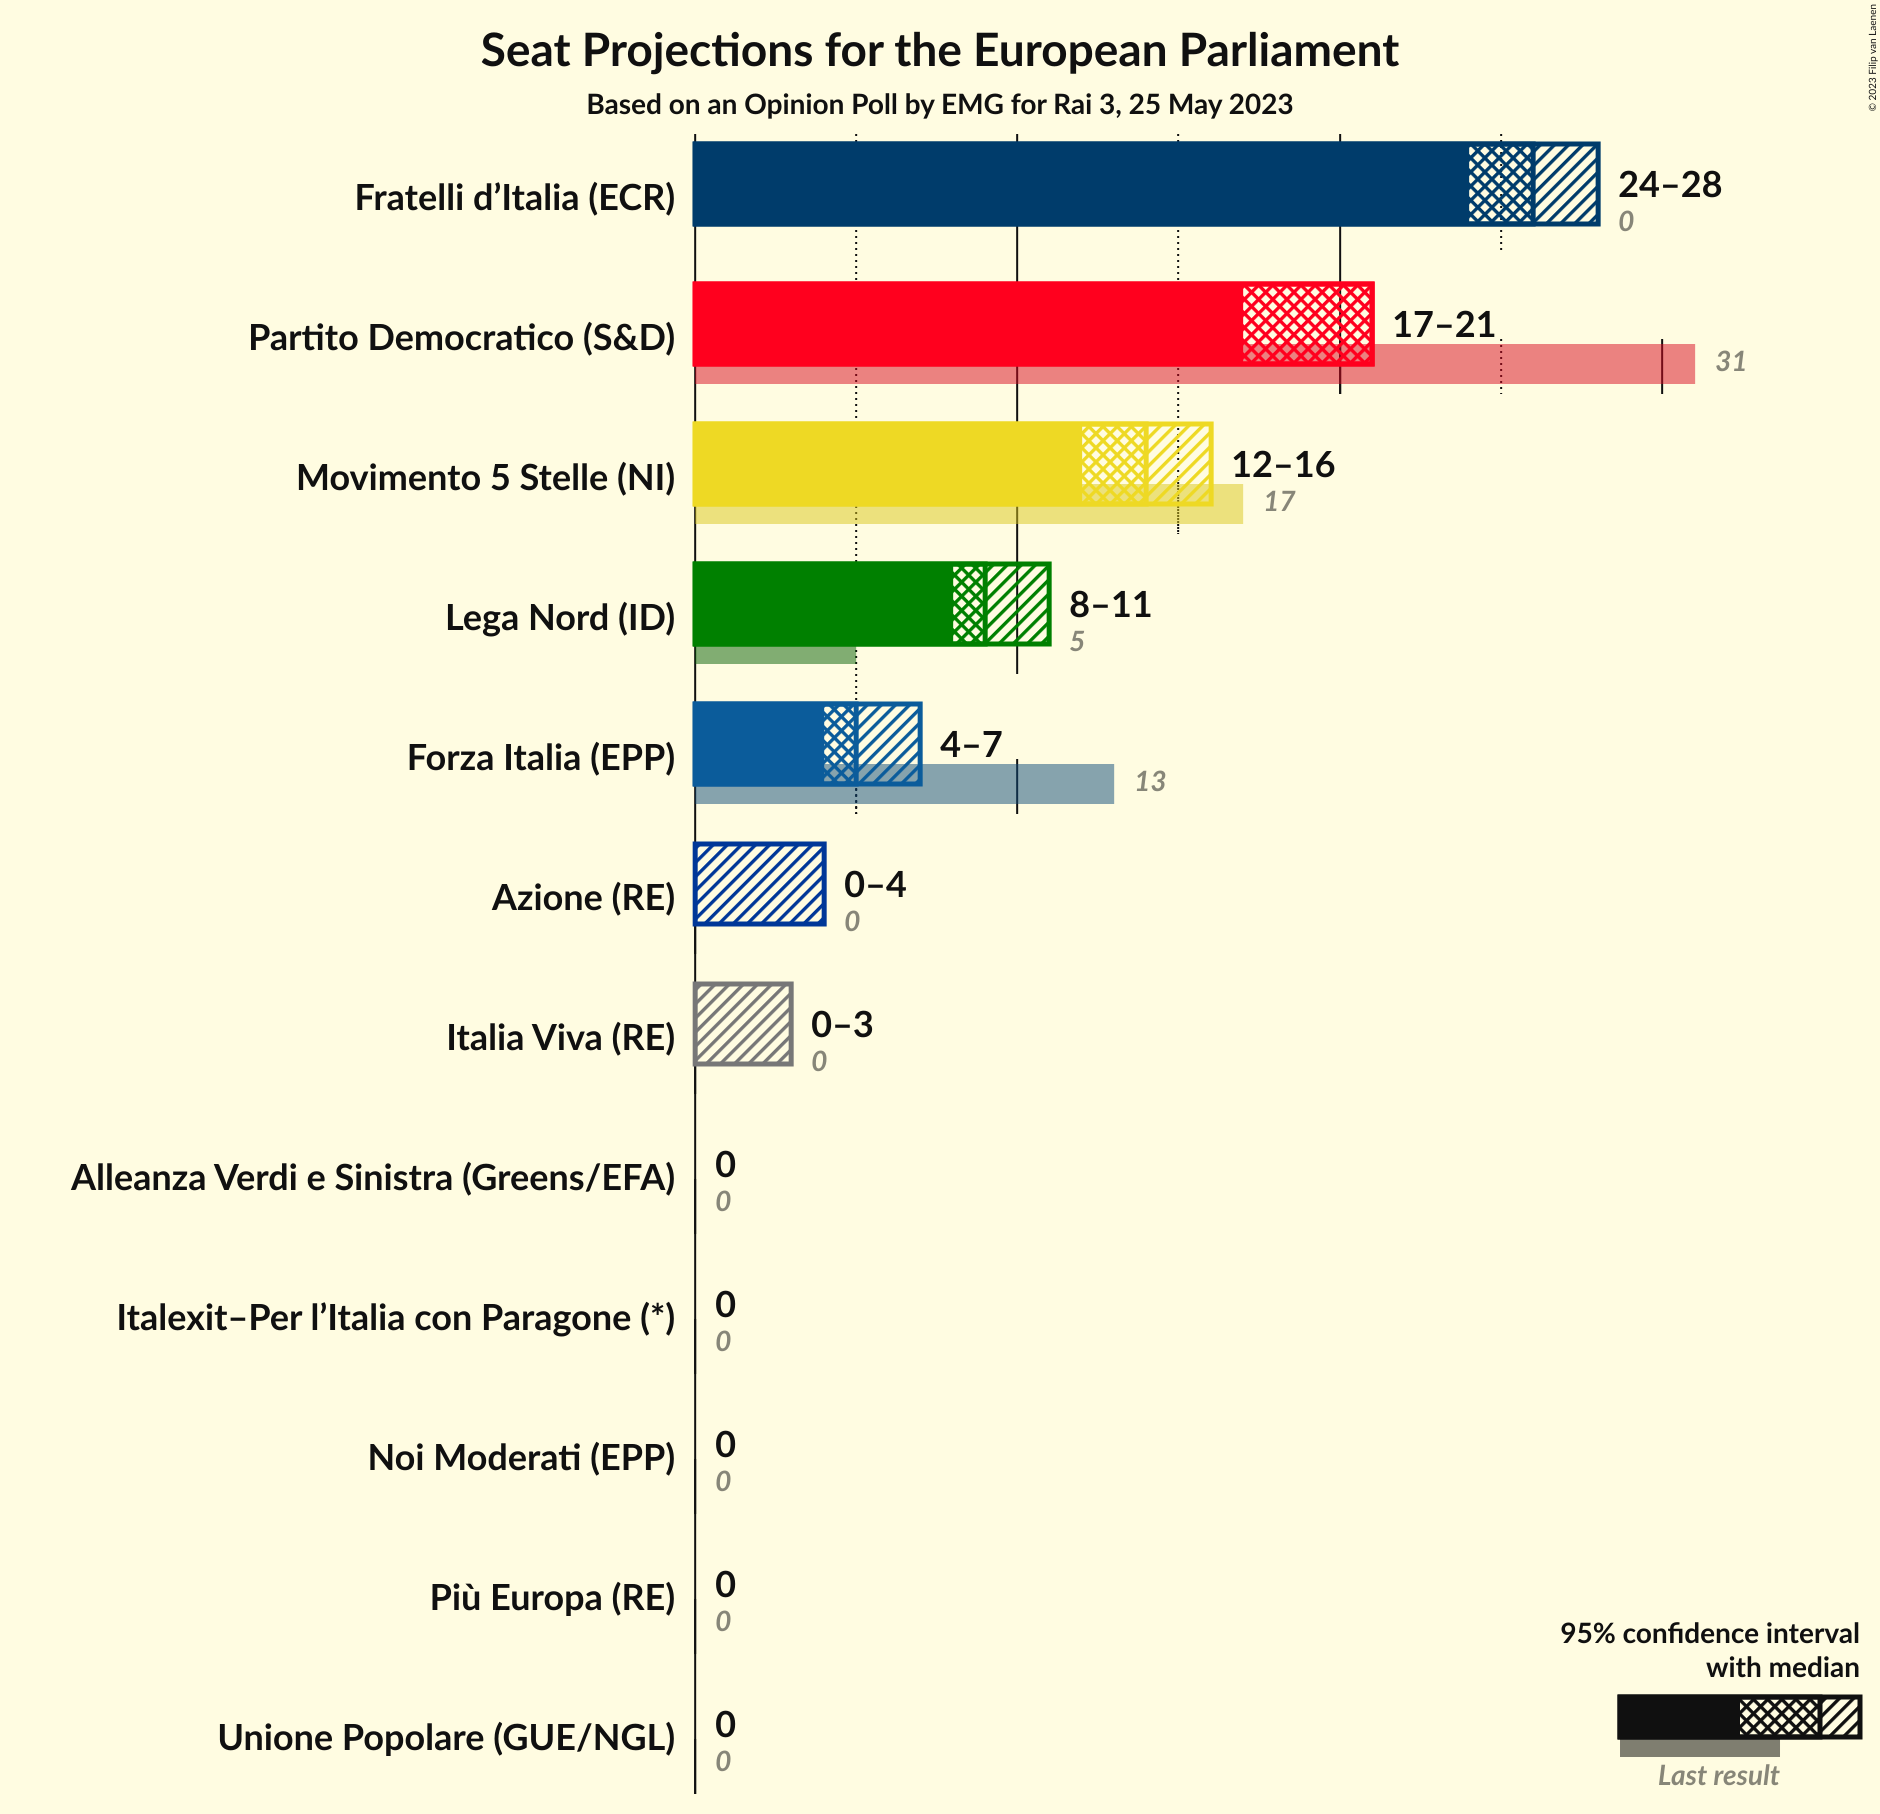 Seat Projections for the European Parliament
Based on an Opinion Poll by EMG for Rai 3, 25 May 2023
© 2023 Filip van Laenen
Fratelli d’Italia (ECR)
24–28
0
Partito Democratico (S&D)
17–21
31
Movimento 5 Stelle (NI)
12–16
17
Lega Nord (ID)
8–11
5
Forza Italia (EPP)
4–7
13
Azione (RE)
0–4
0
Italia Viva (RE)
0–3
0
Alleanza Verdi e Sinistra (Greens/EFA)
0
0
Italexit–Per l’Italia con Paragone (*)
0
0
Noi Moderati (EPP)
0
0
Più Europa (RE)
0
0
Unione Popolare (GUE/NGL)
0
0
95% confidence interval
with median
Last result